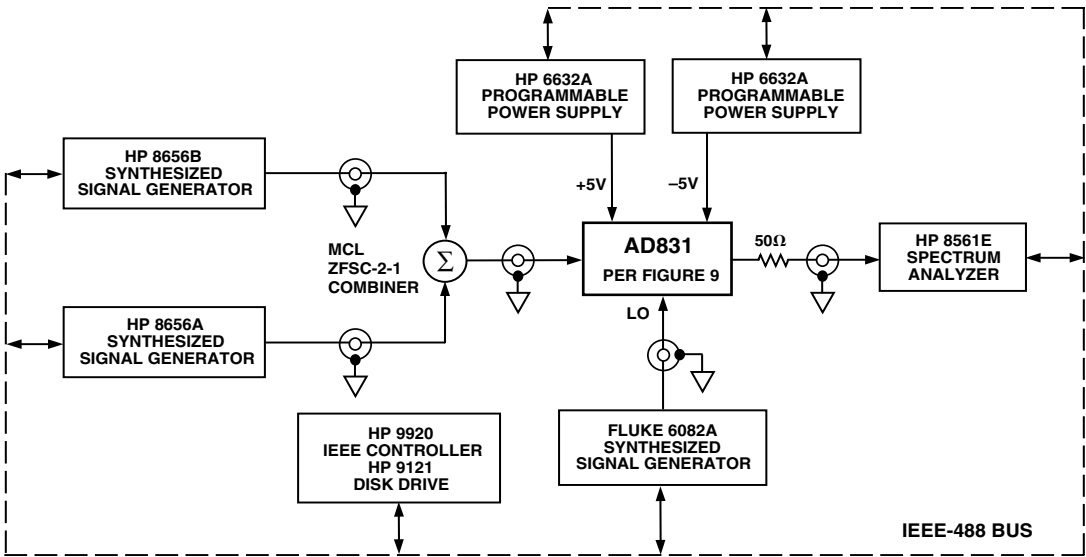 HP 6632A
PROGRAMMABLE
POWER SUPPLY
HP 6632A
PROGRAMMABLE
POWER SUPPLY
HP 8656B
SYNTHESIZED
SIGNAL GENERATOR
+5V
–5V
MCL
ZFSC-2-1
COMBINER
Σ
AD831
PER FIGURE 9
50Ω
HP 8561E
SPECTRUM
ANALYZER
HP 8656A
SYNTHESIZED
SIGNAL GENERATOR
LO
HP 9920
IEEE CONTROLLER
HP 9121
DISK DRIVE
FLUKE 6082A
SYNTHESIZED
SIGNAL GENERATOR
IEEE-488 BUS